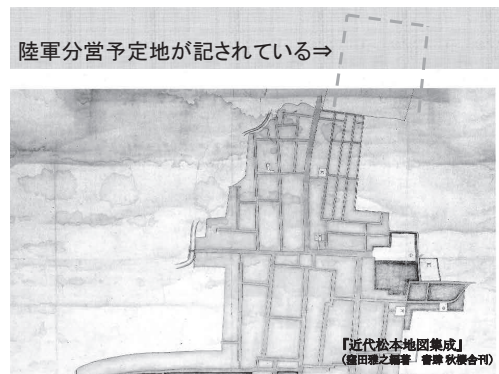 陸軍分営予定地が記されている⇒
『近代松本地図集成』
(窪田雅之編著 書肆秋櫻舎刊)